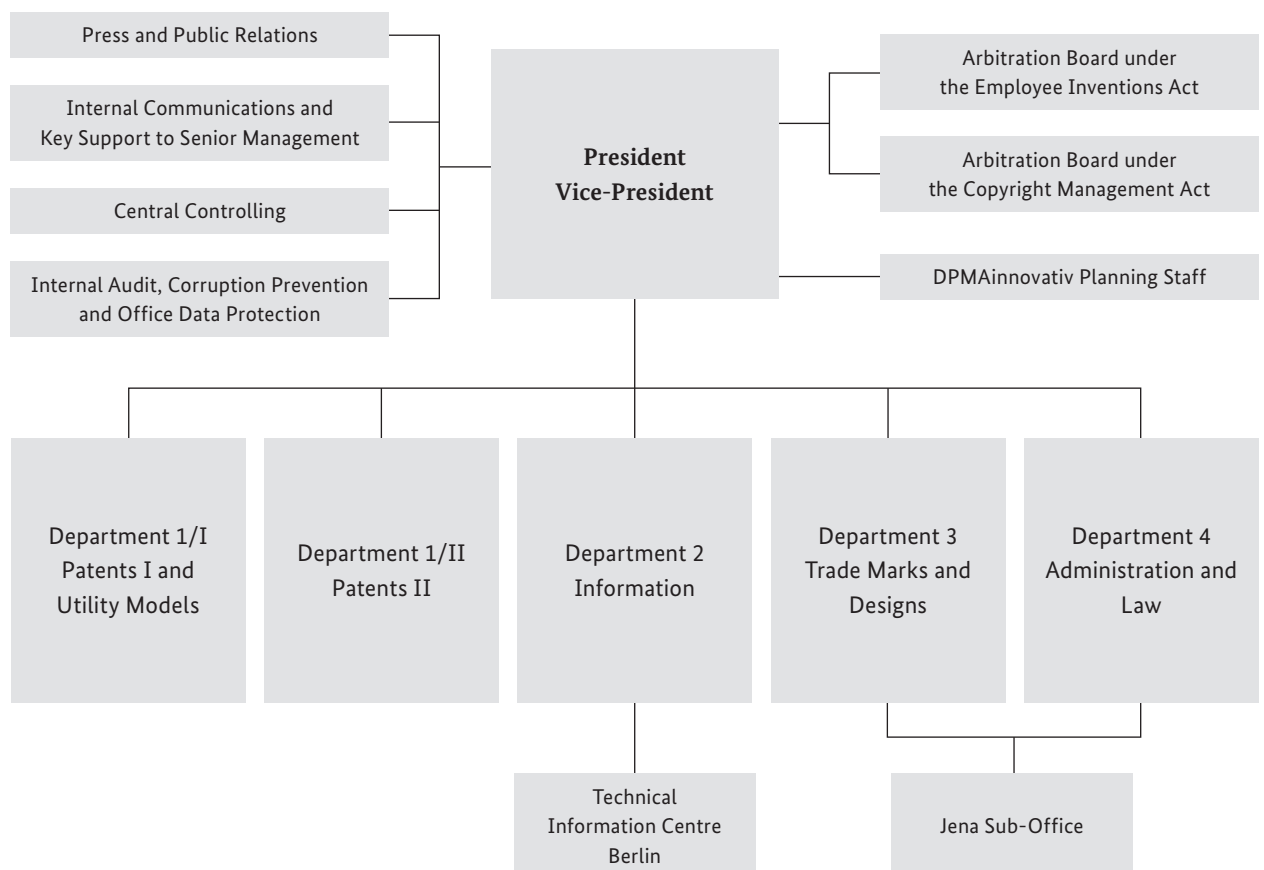 Press and Public Relations
Internal Communications and
Key Support to Senior Management
Central Controlling
Internal Audit, Corruption Prevention
and Office Data Protection
President
Vice-President
Arbitration Board under
the Employee Inventions Act
Arbitration Board under
the Copyright Management Act
DPMAinnovativ Planning Staff
Department 1/I
Patents I and
Utility Models
Department 1/II
Patents II
Department 2
Information
Department 3
Trade Marks and
Designs
Department 4
Administration and
Law
Technical
Information Centre
Berlin
Jena Sub-Office